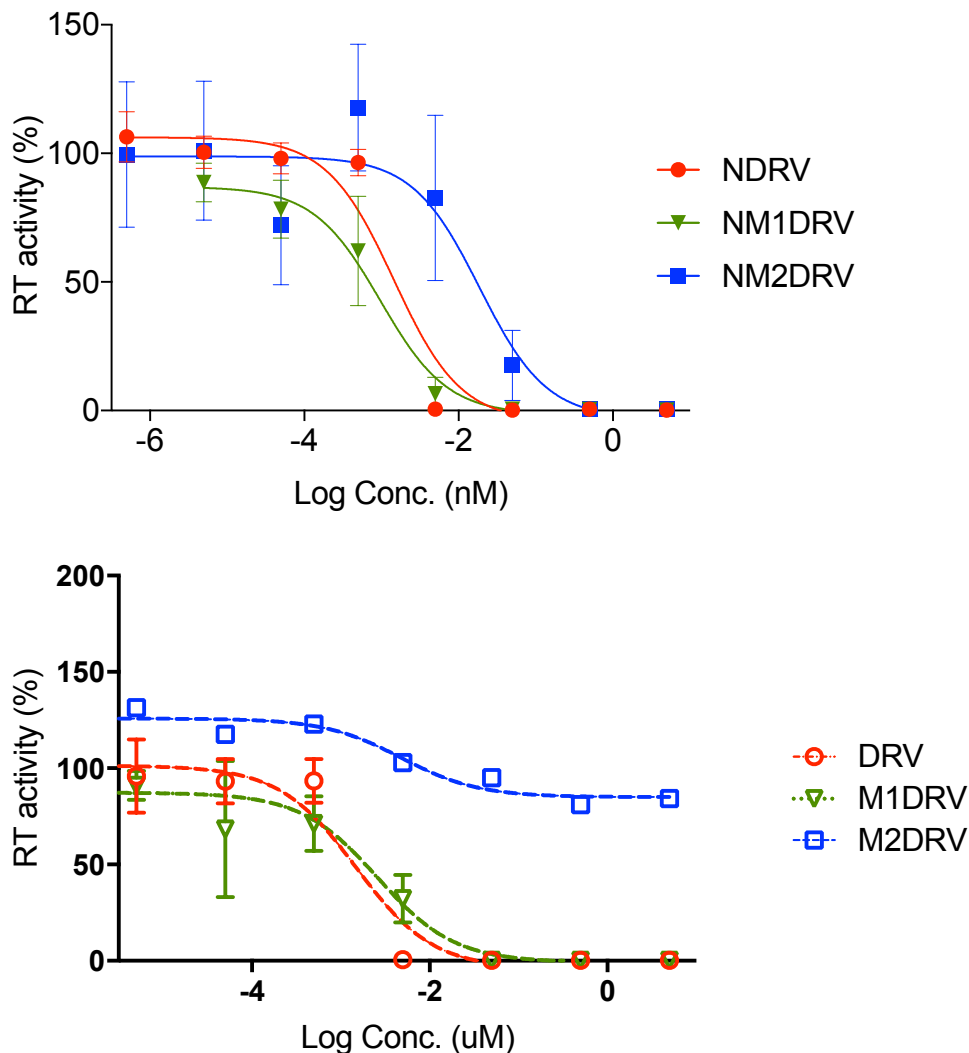 150
100
50
0
RT activity (%)
-6 -4 -2 0
Log Conc. (nM)
NDRV
NM1DRV
NM2DRV
200
150
100
50
0
RT activity (%)
-4 -2 0
Log Conc. (uM)
DRV
M1DRV
M2DRV